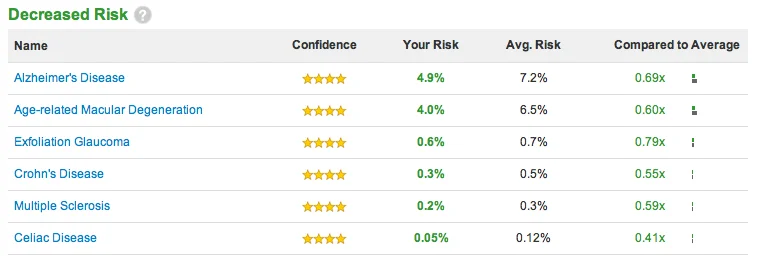 Decreased Risk ?
Name Confidence Your Risk Avg. Risk Compared to Average
Alzheimer's Disease 4.9% 7.2% 0.69x
Age-related Macular Degeneration 4.0% 6.5% 0.60x
Exfoliation Glaucoma 0.6% 0.7% 0.79x
Crohn's Disease 0.3% 0.5% 0.55x
Multiple Sclerosis 0.2% 0.3% 0.59x
Celiac Disease 0.05% 0.12% 0.41x